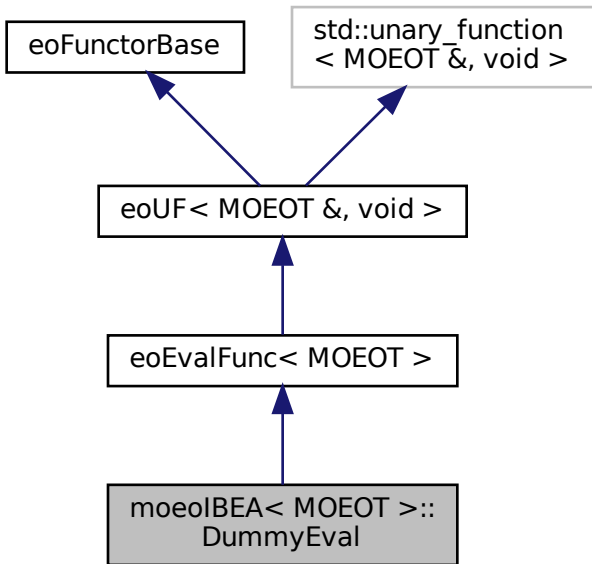 eoFunctorBase
std::unary_function
< MOEOT &, void >
eoUF< MOEOT &, void >
eoEvalFunc< MOEOT >
moeoIBEA< MOEOT >::
DummyEval